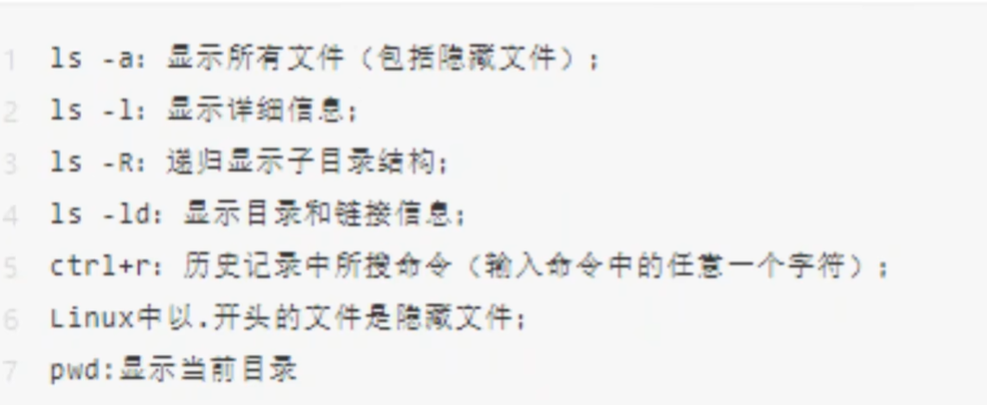 1 ls -a: 显示所有文件（包括隐藏文件）;
2 ls -l: 显示详细信息;
3 ls -R: 递归显示子目录结构;
4 ls -ld: 显示目录和链接信息;
5 ctrl+r: 历史记录中所搜命令（输入命令中的任意一个字符）;
6 Linux中以.开头的文件是隐藏文件;
7 pwd:显示当前目录